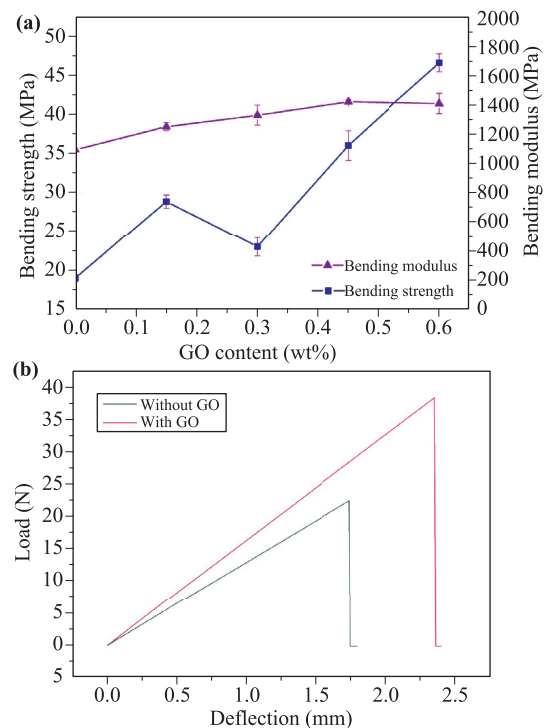 (a)
50
45
40
35
30
25
20
15
Bending strength (MPa)
2000
1800
1600
1400
1200
1000
800
600
400
200
0
Bending modulus (MPa)
Bending modulus
Bending strength
0.0 0.1 0.2 0.3 0.4 0.5 0.6
GO content (wt%)
(b)
40
35
30
25
20
15
10
5
0
5
Load (N)
Without GO
With GO
0.0 0.5 1.0 1.5 2.0 2.5
Deflection (mm)